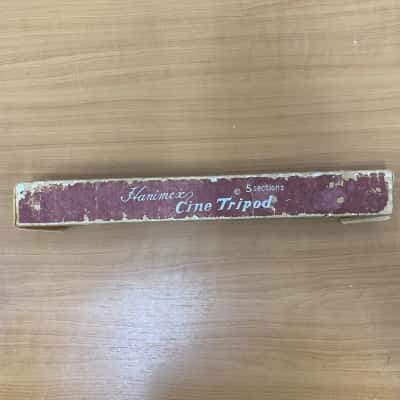 Hanimex
5 sections
Cine Tripod